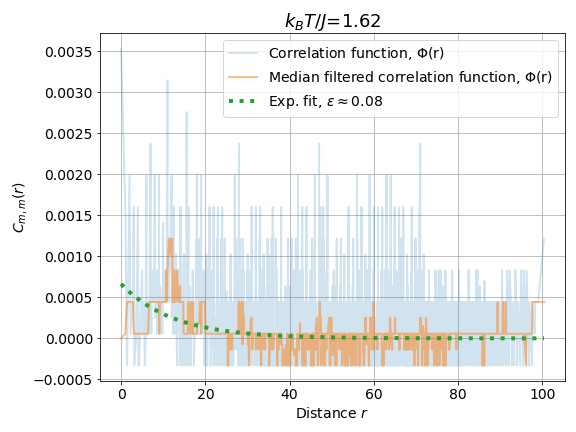 k_BT/J=1.62
Correlation function, Φ(r)
Median filtered correlation function, Φ(r)
Exp. fit, ε≈0.08
C_{m,m}(r)
0.0035
0.0030
0.0025
0.0020
0.0015
0.0010
0.0005
0.0000
−0.0005
0 20 40 60 80 100
Distance r